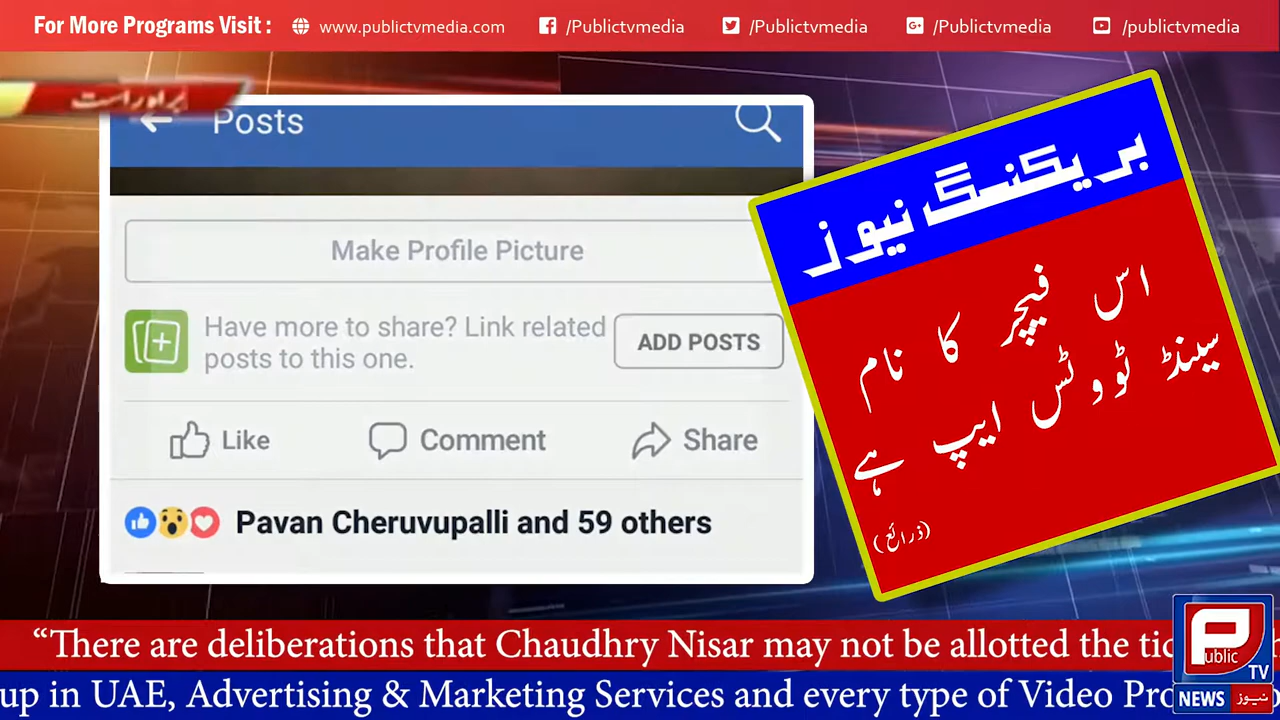 For More Programs Visit : www.publictvmedia.com /Publictvmedia /Publictvmedia /Publictvmedia /publictvmedia
براہ راست
Posts
Make Profile Picture
Have more to share? Link related
posts to this one.
ADD POSTS
Like Comment Share
Pavan Cheruvupalli and 59 others
بریکنگ نیوز
اس فیچر کا نام
سینڈ ٹو وٹس ایپ ہے
(ذرائع)
“There are deliberations that Chaudhry Nisar may not be allotted the
up in UAE, Advertising & Marketing Services and every type of Video
Public
TV
NEWS نیوز